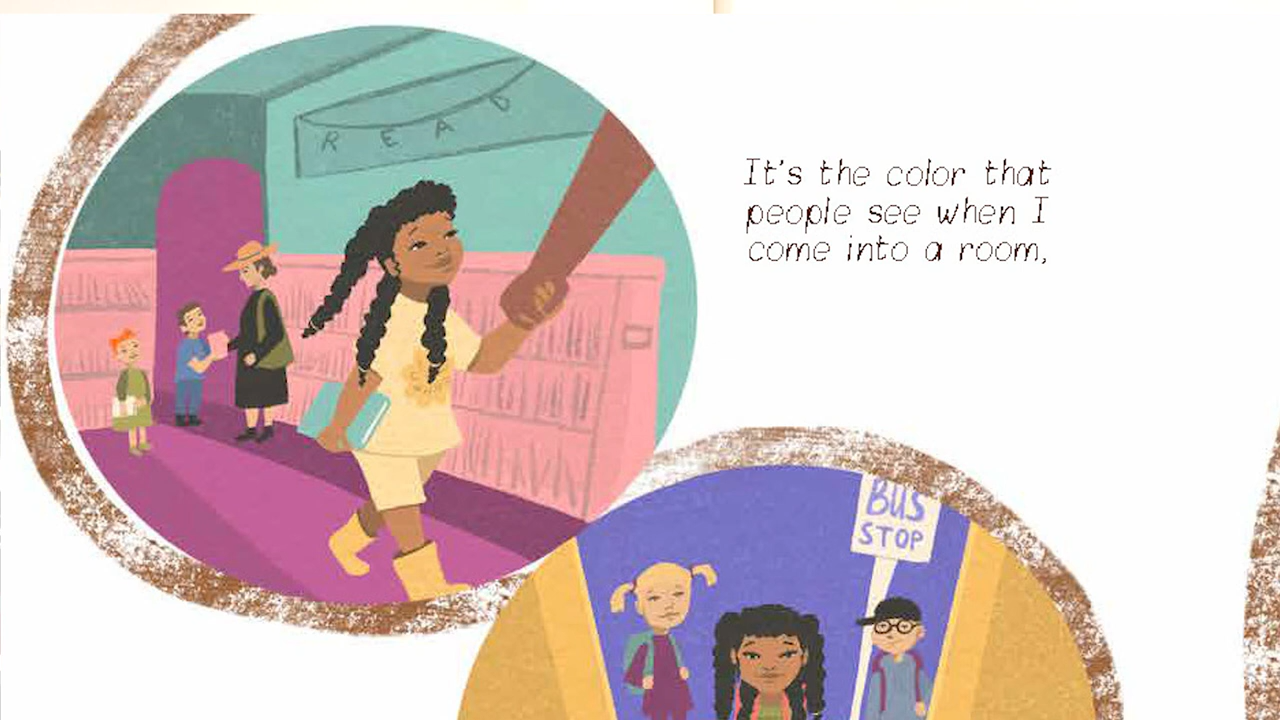 READ
It's the color that
people see when I
come into a room,
BUS
STOP